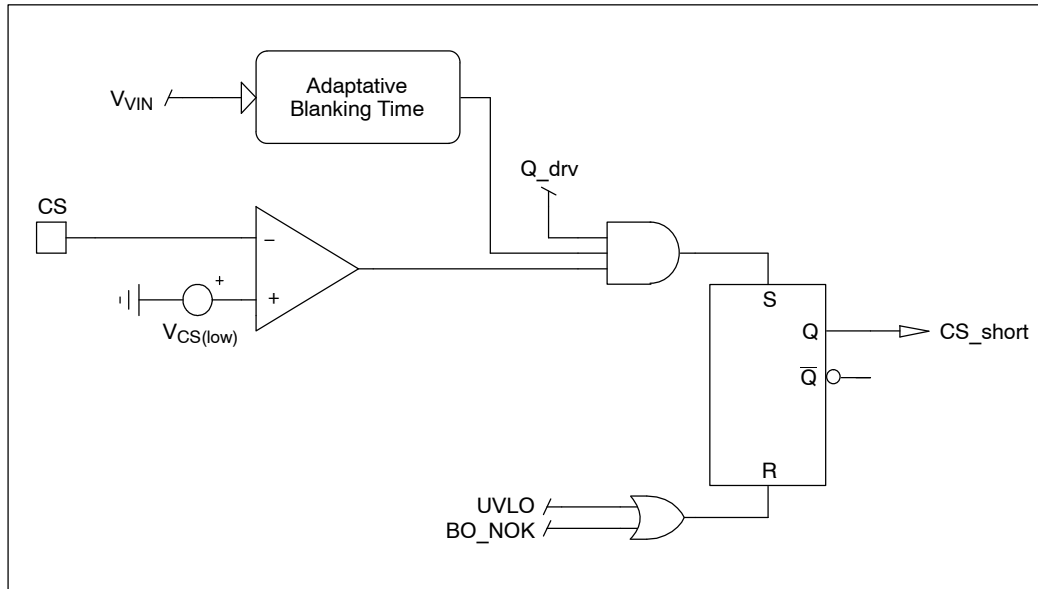 Adaptative
Blanking Time
V_VIN
Q_drv
CS
−
+
+
V_CS(low)
S
Q
CS_short
Q̅
R
UVLO
BO_NOK